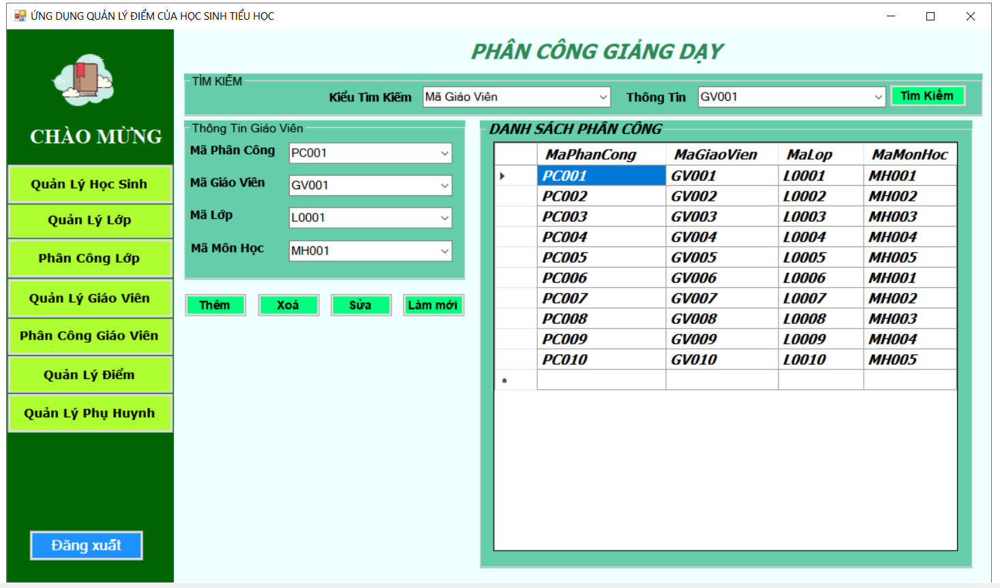 ỨNG DỤNG QUẢN LÝ ĐIỂM CỦA HỌC SINH TIỂU HỌC
CHÀO MỪNG
Quản Lý Học Sinh
Quản Lý Lớp
Phân Công Lớp
Quản Lý Giáo Viên
Phân Công Giáo Viên
Quản Lý Điểm
Quản Lý Phụ Huynh
Đăng xuất
PHÂN CÔNG GIẢNG DẠY
TÌM KIẾM
Kiểu Tìm Kiếm Mã Giáo Viên Thông Tin GV001 Tìm Kiếm
Thông Tin Giáo Viên
Mã Phân Công PC001
Mã Giáo Viên GV001
Mã Lớp L0001
Mã Môn Học MH001
Thêm Xoá Sửa Làm mới
DANH SÁCH PHÂN CÔNG
MaPhanCong MaGiaoVien MaLop MaMonHoc
PC001 GV001 L0001 MH001
PC002 GV002 L0002 MH002
PC003 GV003 L0003 MH003
PC004 GV004 L0004 MH004
PC005 GV005 L0005 MH005
PC006 GV006 L0006 MH001
PC007 GV007 L0007 MH002
PC008 GV008 L0008 MH003
PC009 GV009 L0009 MH004
PC010 GV010 L0010 MH005